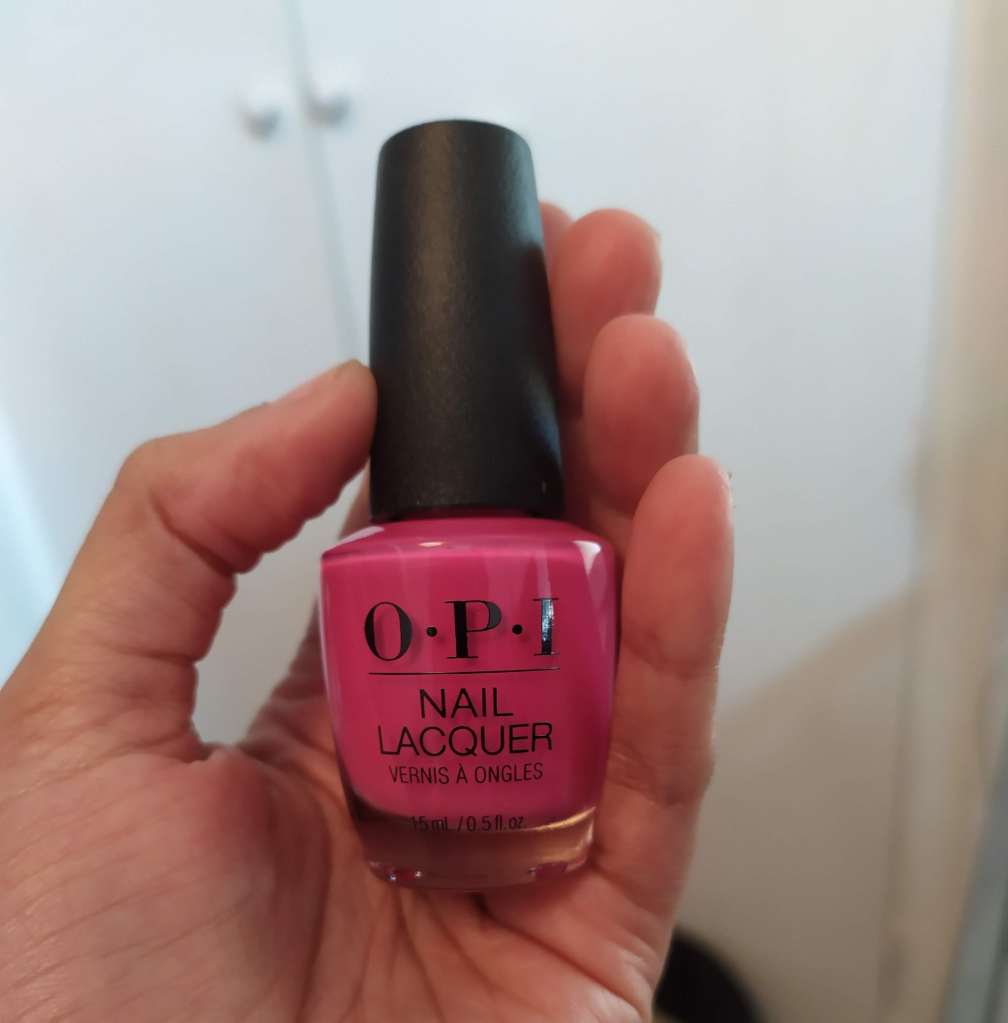 O·P·I
NAIL
LACQUER
VERNIS À ONGLES
15 mL / 0.5 fl. oz.